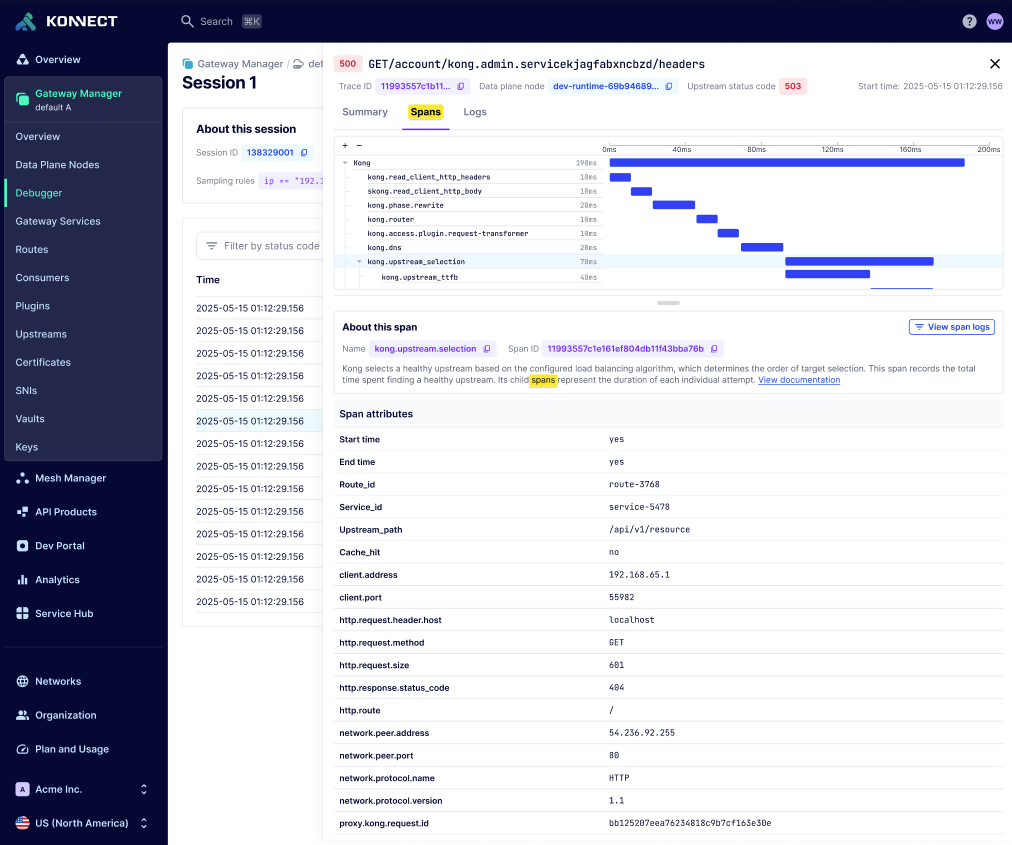 KONNECT
Search ⌘K
? WW
Overview
Gateway Manager
default A
Overview
Data Plane Nodes
Debugger
Gateway Services
Routes
Consumers
Plugins
Upstreams
Certificates
SNIs
Vaults
Keys
Mesh Manager
API Products
Dev Portal
Analytics
Service Hub
Networks
Organization
Plan and Usage
A Acme Inc.
US (North America)
Gateway Manager / def
Session 1
About this session
Session ID 138329001
Sampling rules ip == "192.1
Filter by status code
Time
2025-05-15 01:12:29.156
2025-05-15 01:12:29.156
2025-05-15 01:12:29.156
2025-05-15 01:12:29.156
2025-05-15 01:12:29.156
2025-05-15 01:12:29.156
2025-05-15 01:12:29.156
2025-05-15 01:12:29.156
2025-05-15 01:12:29.156
2025-05-15 01:12:29.156
2025-05-15 01:12:29.156
2025-05-15 01:12:29.156
2025-05-15 01:12:29.156
2025-05-15 01:12:29.156
500 GET/account/kong.admin.servicekjagfabxncbzd/headers
Trace ID 11993557c1b11... Data plane node dev-runtime-69b94689... Upstream status code 503 Start time: 2025-05-15 01:12:29.156
Summary Spans Logs
+ −
0ms 40ms 80ms 120ms 160ms 200ms
Kong 190ms
kong.read_client_http_headers 10ms
skong.read_client_http_body 10ms
kong.phase.rewrite 20ms
kong.router 10ms
kong.access.plugin.request-transformer 10ms
kong.dns 20ms
kong.upstream_selection 70ms
kong.upstream_ttfb 40ms
About this span
View span logs
Name kong.upstream.selection Span ID 11993557c1e161ef804db11f43bba76b
Kong selects a healthy upstream based on the configured load balancing algorithm, which determines the order of target selection. This span records the total
time spent finding a healthy upstream. Its child spans represent the duration of each individual attempt. View documentation
Span attributes
Start time yes
End time yes
Route_id route-3768
Service_id service-5478
Upstream_path /api/v1/resource
Cache_hit no
client.address 192.168.65.1
client.port 55982
http.request.header.host localhost
http.request.method GET
http.request.size 601
http.response.status_code 404
http.route /
network.peer.address 54.236.92.255
network.peer.port 80
network.protocol.name HTTP
network.protocol.version 1.1
proxy.kong.request.id bb125207eea76234818c9b7cf163e30e